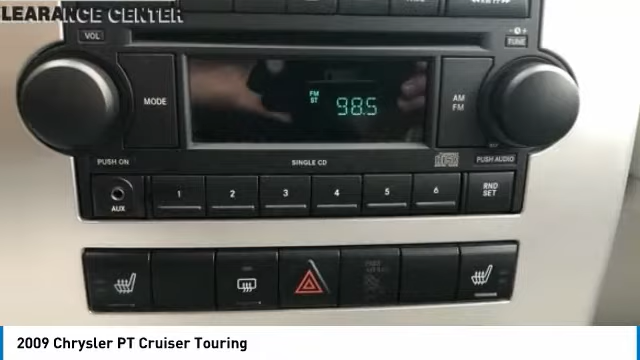 LEARANCE CENTER
VOL
TUNE
MODE
FM
ST
98.5
AM
FM
PUSH ON
SINGLE CD
PUSH AUDIO
AUX
1
2
3
4
5
6
RND
SET
2009 Chrysler PT Cruiser Touring